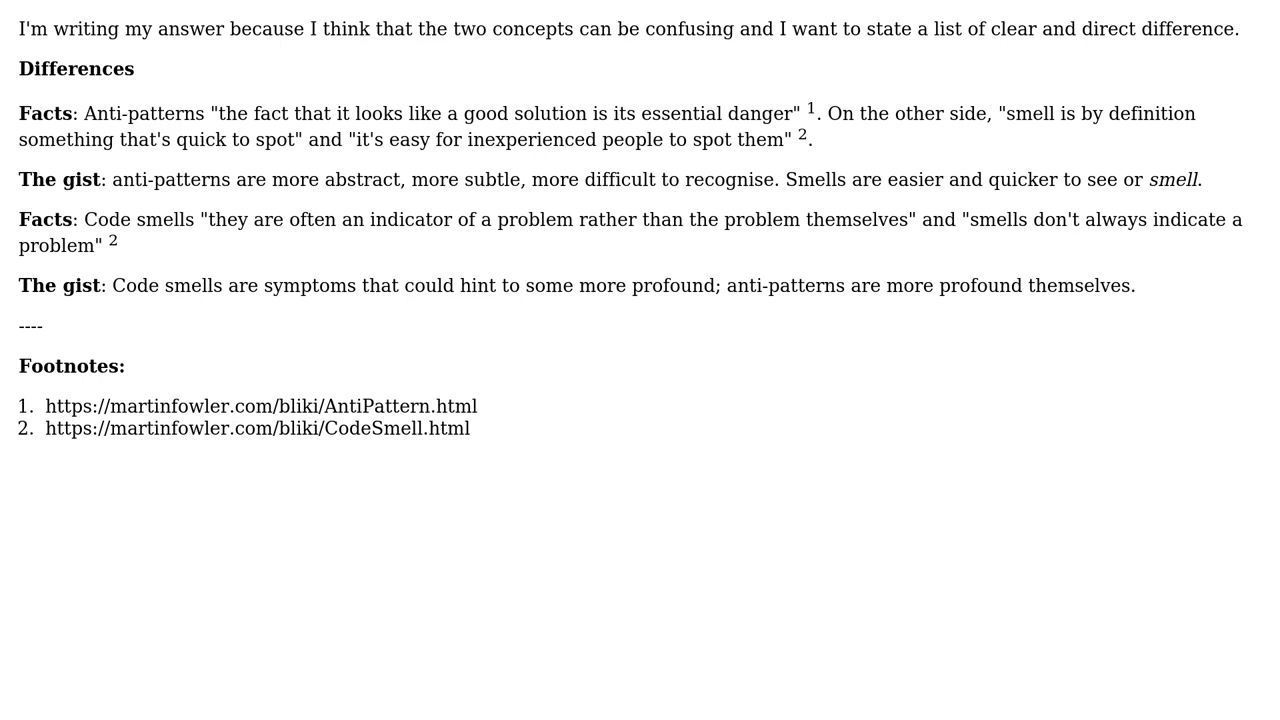 I'm writing my answer because I think that the two concepts can be confusing and I want to state a list of clear and direct difference.
Differences
Facts: Anti-patterns "the fact that it looks like a good solution is its essential danger" 1. On the other side, "smell is by definition
something that's quick to spot" and "it's easy for inexperienced people to spot them" 2.
The gist: anti-patterns are more abstract, more subtle, more difficult to recognise. Smells are easier and quicker to see or smell.
Facts: Code smells "they are often an indicator of a problem rather than the problem themselves" and "smells don't always indicate a
problem" 2
The gist: Code smells are symptoms that could hint to some more profound; anti-patterns are more profound themselves.
----
Footnotes:
1. https://martinfowler.com/bliki/AntiPattern.html
2. https://martinfowler.com/bliki/CodeSmell.html